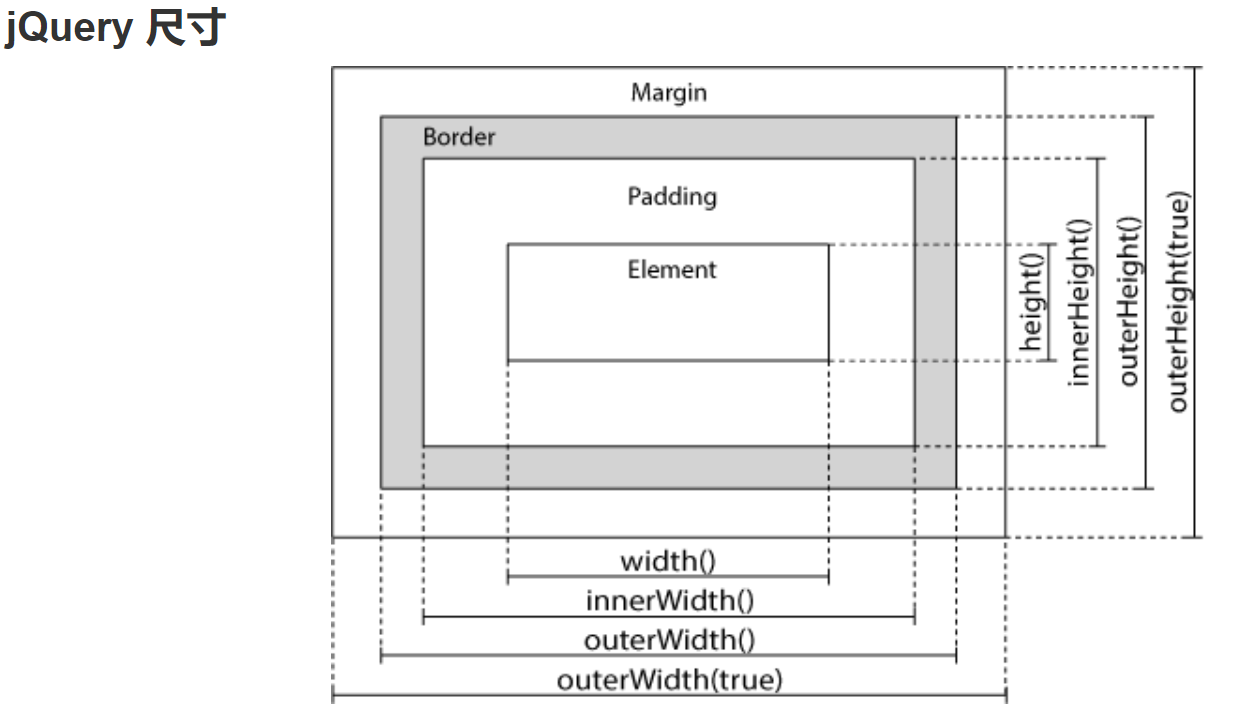 jQuery 尺寸
Margin
Border
Padding
Element
height()
innerHeight()
outerHeight()
outerHeight(true)
width()
innerWidth()
outerWidth()
outerWidth(true)